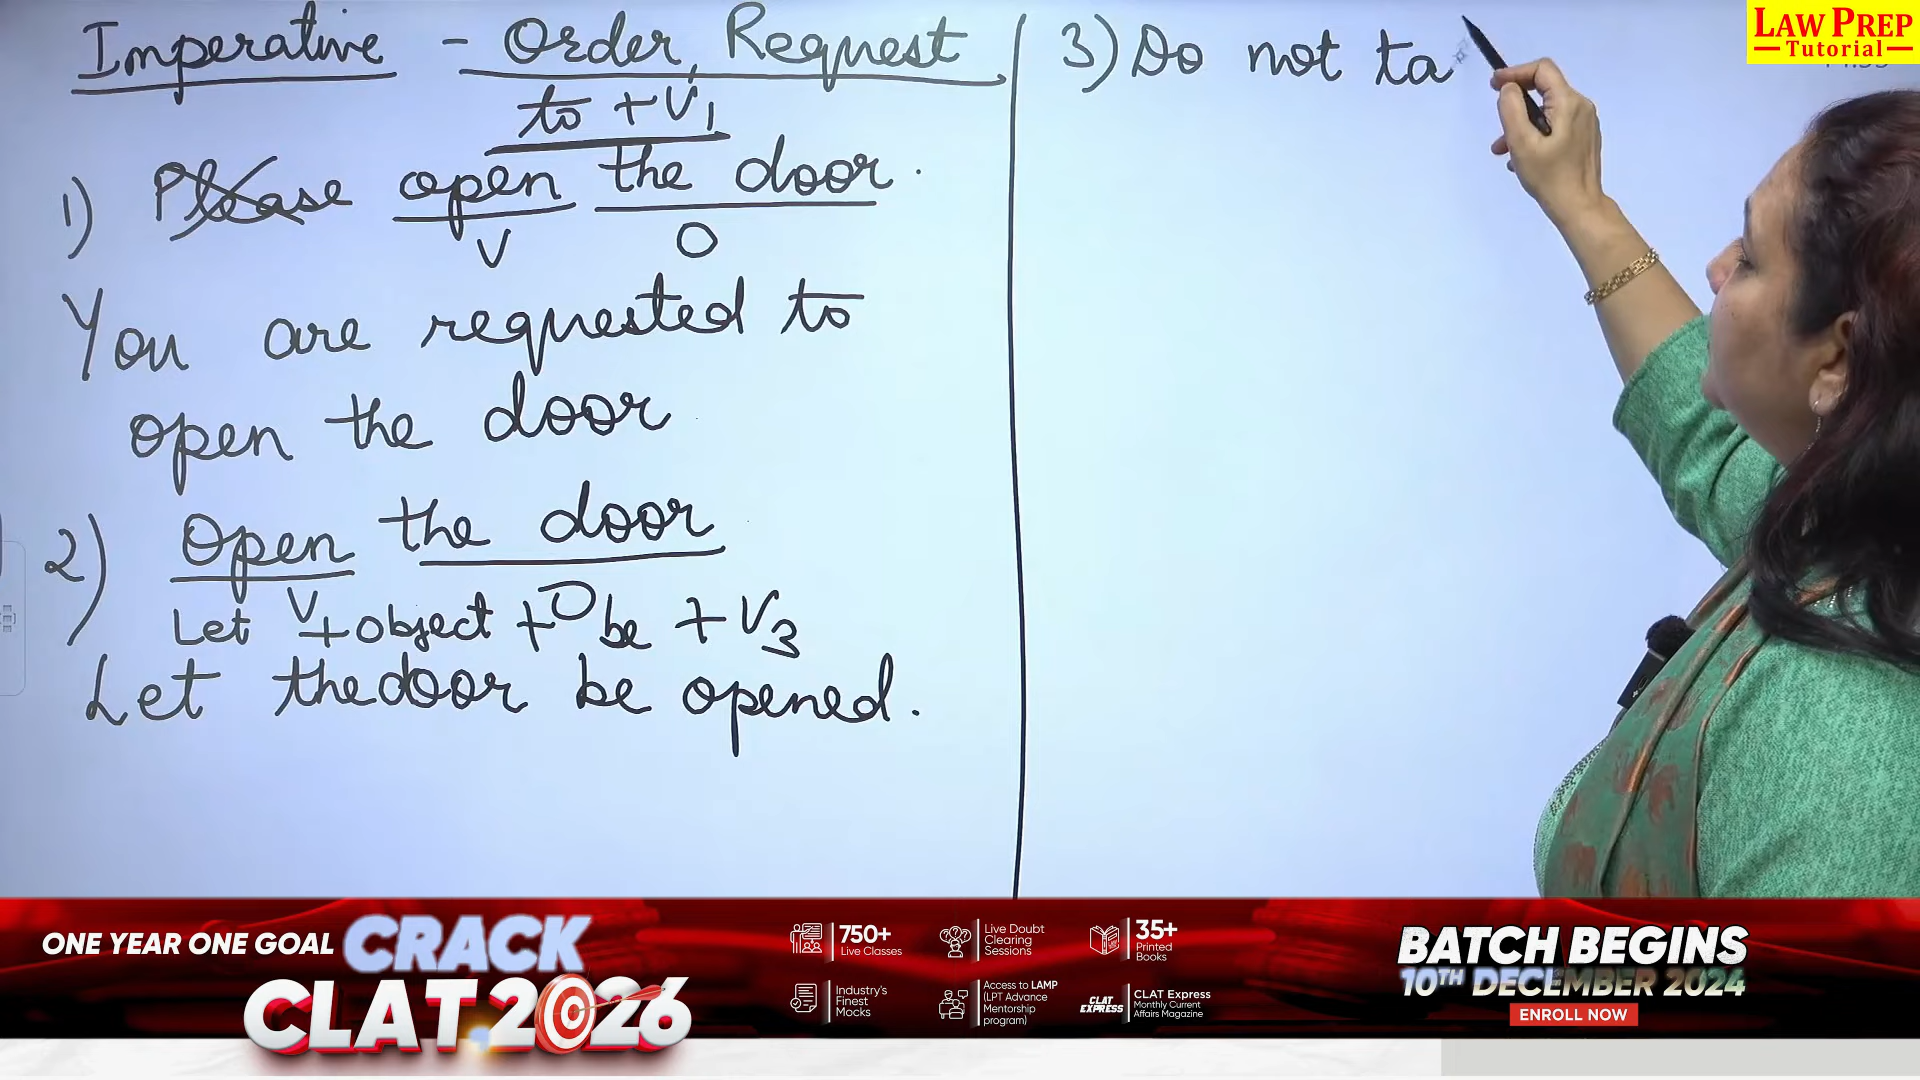 Imperative - Order, Request
to + V1
1) Please open the door.
V O
You are requested to
open the door
2) Open the door
V O
Let + object + be + V3
Let the door be opened.
3) Do not ta
LAW PREP
Tutorial
ONE YEAR ONE GOAL CRACK
CLAT 2026
750+
Live Classes
Live Doubt
Clearing
Sessions
35+
Printed
Books
Industry's
Finest
Mocks
Access to LAMP
(LPT Advance
Mentorship
program)
CLAT
EXPRESS
CLAT Express
Monthly Current
Affairs Magazine
BATCH BEGINS
10TH DECEMBER 2024
ENROLL NOW